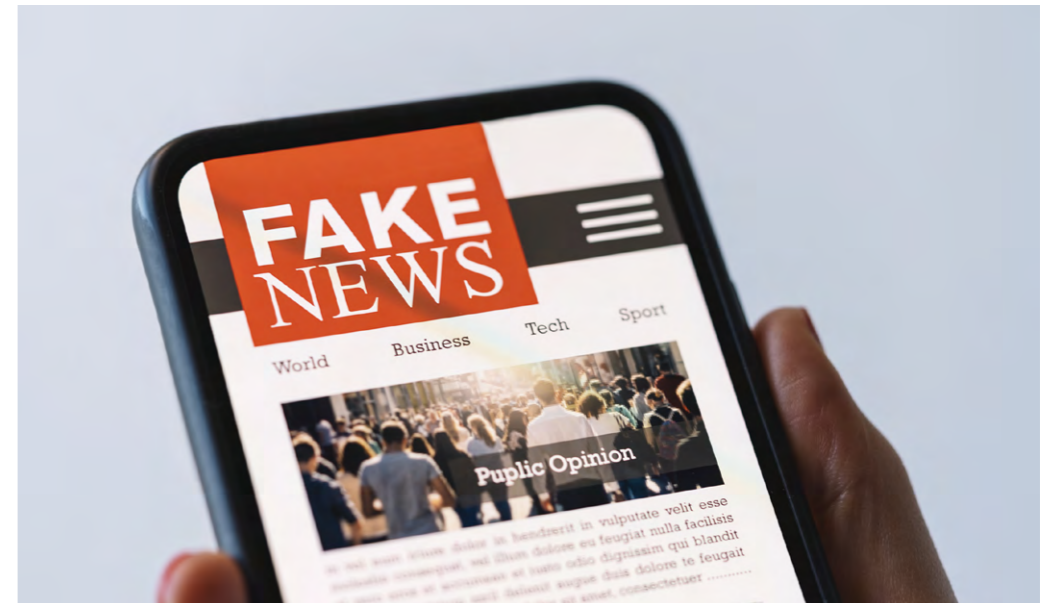 FAKE
NEWS
World Business Tech Sport
Puplic Opinion
dolor in hendrerit in vulputate velit esse
consequat, vel illum dolore eu feugiat nulla facilisis
et accumsan et iusto odio dignissim qui blandit
augue duis dolore te feugait
sit amet, consectetuer ...........